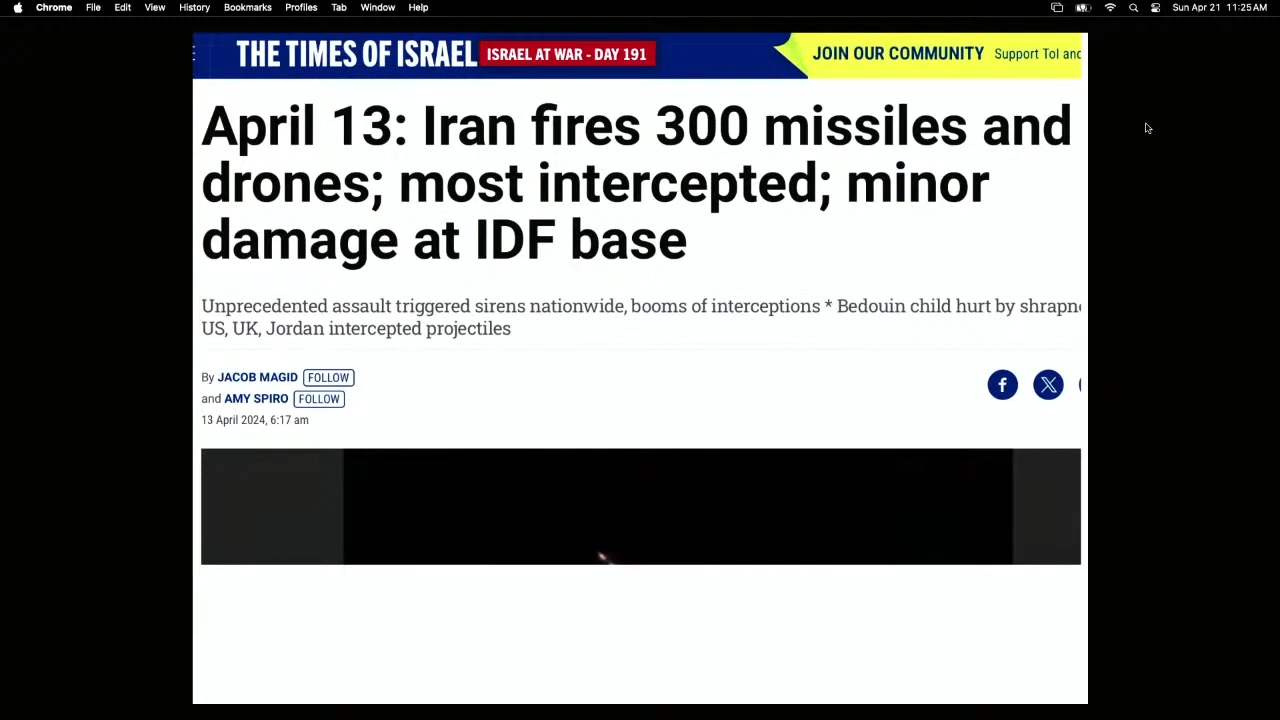 Chrome File Edit View History Bookmarks Profiles Tab Window Help Sun Apr 21 11:25 AM
THE TIMES OF ISRAEL ISRAEL AT WAR - DAY 191 JOIN OUR COMMUNITY Support ToI and
April 13: Iran fires 300 missiles and
drones; most intercepted; minor
damage at IDF base
Unprecedented assault triggered sirens nationwide, booms of interceptions * Bedouin child hurt by
US, UK, Jordan intercepted projectiles
By JACOB MAGID FOLLOW
and AMY SPIRO FOLLOW
13 April 2024, 6:17 am